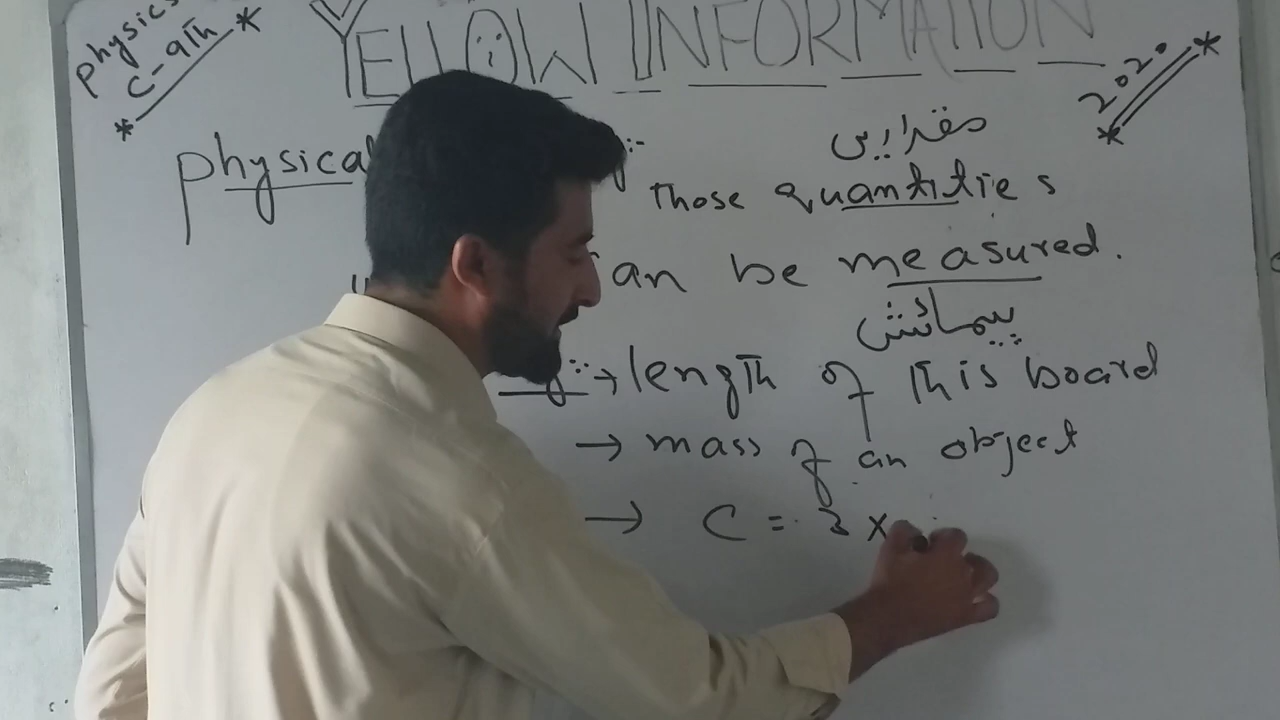 physics
C-9Th
YELLOW INFORMATION
2020
physical
مقداریں
Those quantities
an be measured.
پیمائش
→ length of This board
→ mass of an object
→ C = 3 ×